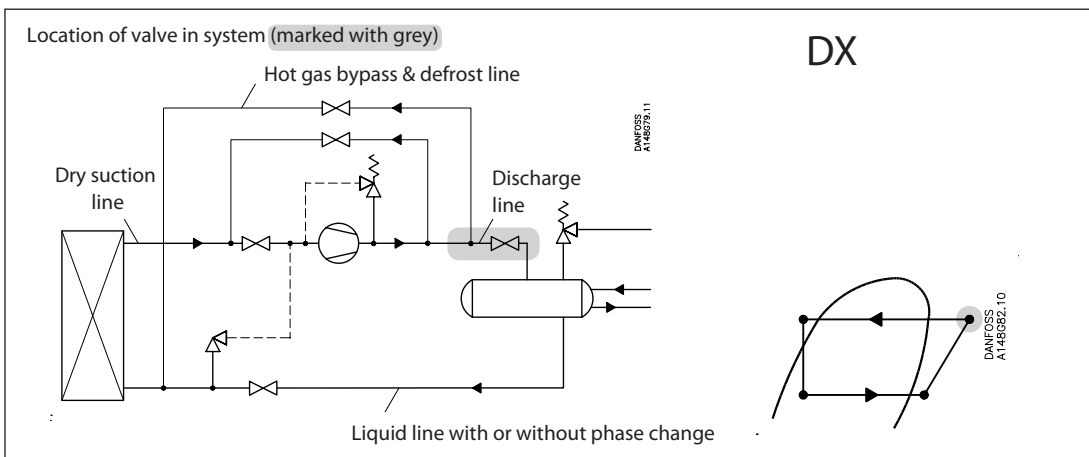 Location of valve in system (marked with grey)
DX
Hot gas bypass & defrost line
DANFOSS
A148G79.11
Dry suction
line
Discharge
line
DANFOSS
A148G82.10
Liquid line with or without phase change